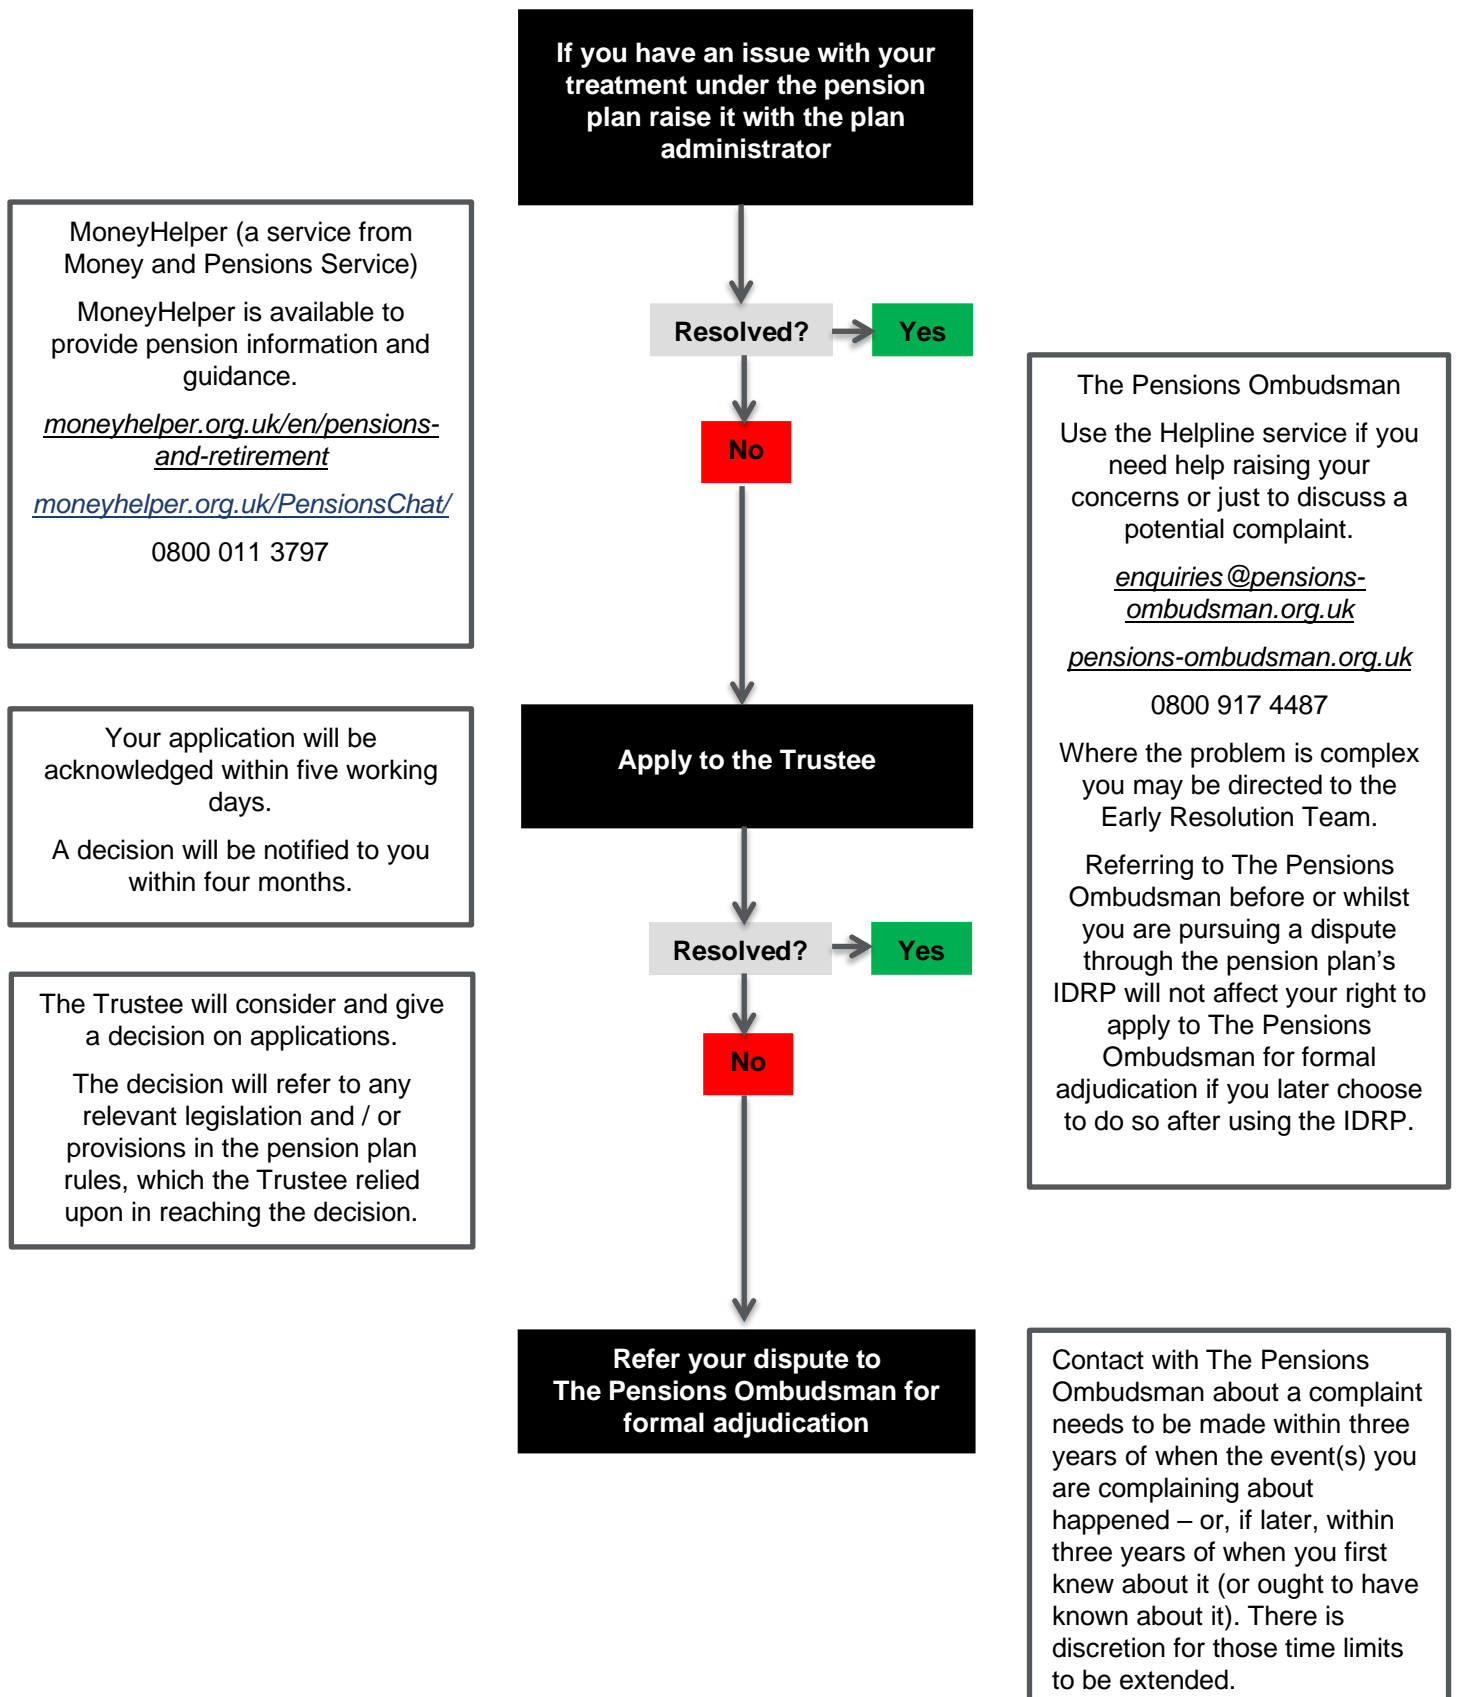 If you have an issue with your
treatment under the pension
plan raise it with the plan
administrator
MoneyHelper (a service from
Money and Pensions Service)
MoneyHelper is available to
provide pension information and
guidance.
moneyhelper.org.uk/en/pensions-
and-retirement
moneyhelper.org.uk/PensionsChat/
0800 011 3797
Resolved?
Yes
No
The Pensions Ombudsman
Use the Helpline service if you
need help raising your
concerns or just to discuss a
potential complaint.
enquiries@pensions-
ombudsman.org.uk
pensions-ombudsman.org.uk
0800 917 4487
Where the problem is complex
you may be directed to the
Early Resolution Team.
Referring to The Pensions
Ombudsman before or whilst
you are pursuing a dispute
through the pension plan’s
IDRP will not affect your right to
apply to The Pensions
Ombudsman for formal
adjudication if you later choose
to do so after using the IDRP.
Your application will be
acknowledged within five working
days.
A decision will be notified to you
within four months.
Apply to the Trustee
Resolved?
Yes
No
The Trustee will consider and give
a decision on applications.
The decision will refer to any
relevant legislation and / or
provisions in the pension plan
rules, which the Trustee relied
upon in reaching the decision.
Refer your dispute to
The Pensions Ombudsman for
formal adjudication
Contact with The Pensions
Ombudsman about a complaint
needs to be made within three
years of when the event(s) you
are complaining about
happened – or, if later, within
three years of when you first
knew about it (or ought to have
known about it). There is
discretion for those time limits
to be extended.